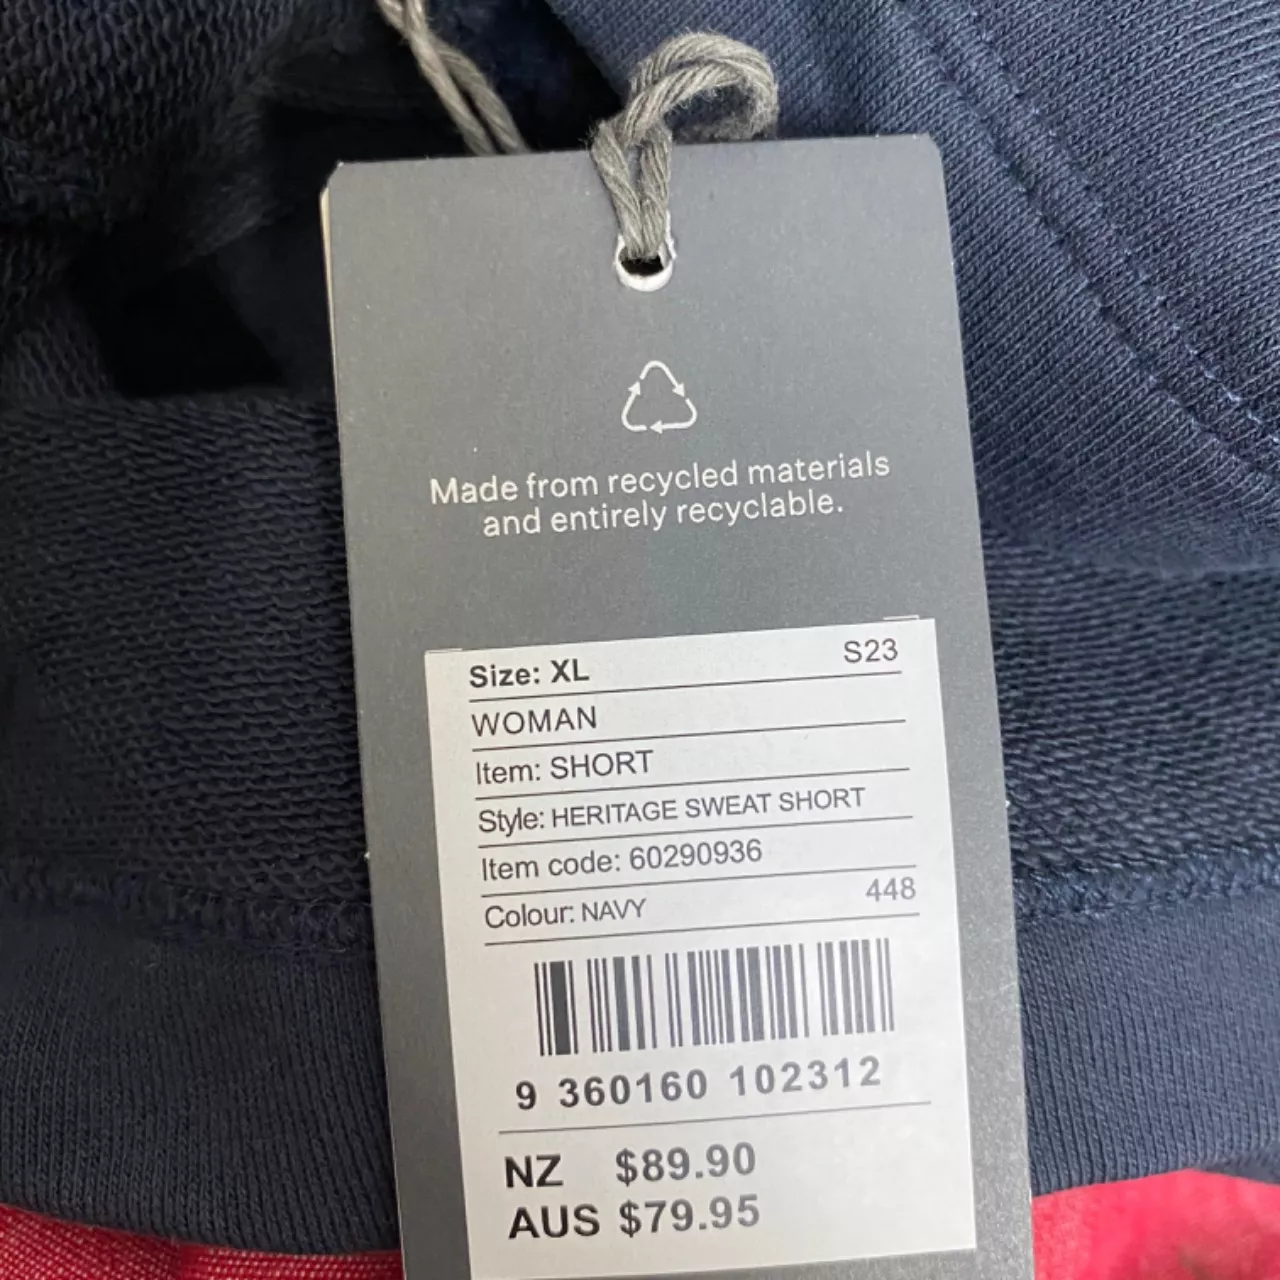 Made from recycled materials
and entirely recyclable.
Size: XL S23
WOMAN
Item: SHORT
Style: HERITAGE SWEAT SHORT
Item code: 60290936
Colour: NAVY 448
9 360160 102312
NZ $89.90
AUS $79.95